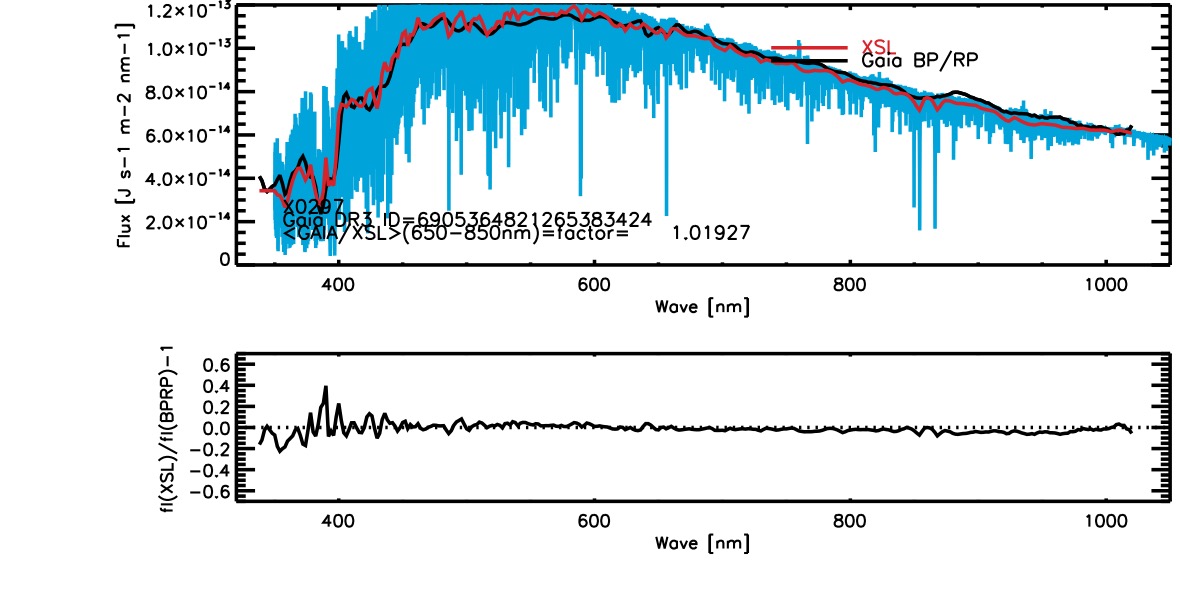 1.2×10−13
1.0×10−13
8.0×10−14
6.0×10−14
4.0×10−14
2.0×10−14
0
Flux [J s−1 m−2 nm−1]
XSL
Gaia BP/RP
X0297
Gaia DR3 ID=6905364821265383424
<GAIA/XSL>(650−850nm)=factor= 1.01927
400 600 800 1000
Wave [nm]
0.6
0.4
0.2
0.0
−0.2
−0.4
−0.6
fl(XSL)/fl(BPRP)−1
400 600 800 1000
Wave [nm]